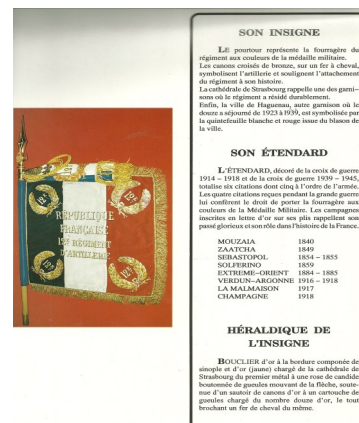 SON INSIGNE
LE pourtour représente la fourragère du
régiment aux couleurs de la médaille militaire.
Les canons croisés de bronze, sur un fer à cheval,
symbolisent l'artillerie et soulignent l'attachement
du régiment à son histoire.
La cathédrale de Strasbourg rappelle une des garni-
sons où le régiment a résidé durablement.
Enfin, la ville de Haguenau, autre garnison où le
douze a séjourné de 1923 à 1939, est symbolisée par
la quintefeuille blanche et rouge issue du blason de
la ville.
SON ÉTENDARD
L'ÉTENDARD, décoré de la croix de guerre
1914 – 1918 et de la croix de guerre 1939 – 1945,
totalise six citations dont cinq à l'ordre de l'armée.
Les quatre citations reçues pendant la grande guerre
lui confèrent le droit de porter la fourragère aux
couleurs de la Médaille Militaire. Les campagnes
inscrites en lettre d'or sur ses plis rappellent son
passé glorieux et son rôle dans l'histoire de la France.
MOUZAIA 1840
ZAATCHA 1849
SEBASTOPOL 1854 – 1855
SOLFERINO 1859
EXTREME-ORIENT 1884 – 1885
VERDUN-ARGONNE 1916 – 1918
LA MALMAISON 1917
CHAMPAGNE 1918
HÉRALDIQUE DE
L'INSIGNE
BOUCLIER d'or à la bordure componée de
sinople et d'or (jaune) chargé de la cathédrale de
Strasbourg du premier métal à une rose de candide
boutonnée de gueules mouvant de la flèche, soute-
nue d'un sautoir de canons d'or à un cartouche de
gueules chargé du nombre douze d'or, le tout
brochant un fer de cheval du même.
RÉPUBLIQUE
FRANÇAISE
12E RÉGIMENT
D'ARTILLERIE
12
12
12